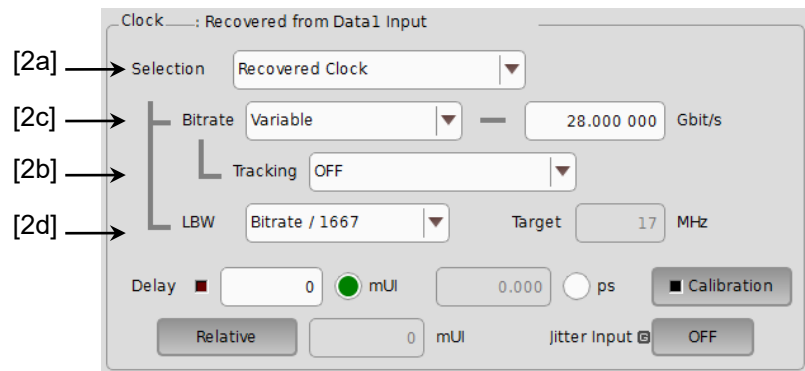 Clock : Recovered from Data1 Input
[2a] Selection Recovered Clock
[2c] Bitrate Variable 28.000 000 Gbit/s
[2b] Tracking OFF
[2d] LBW Bitrate / 1667 Target 17 MHz
Delay 0 mUI 0.000 ps Calibration
Relative 0 mUI Jitter Input G OFF